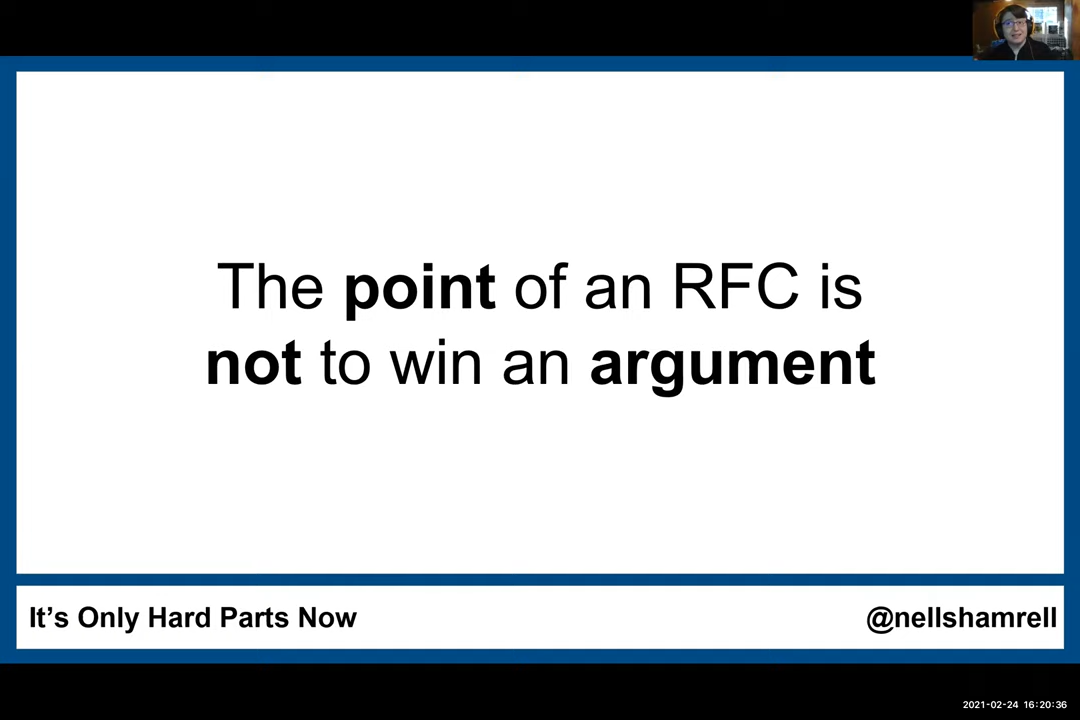 The point of an RFC is
not to win an argument
It’s Only Hard Parts Now
@nellshamrell
2021-02-24 16:20:36